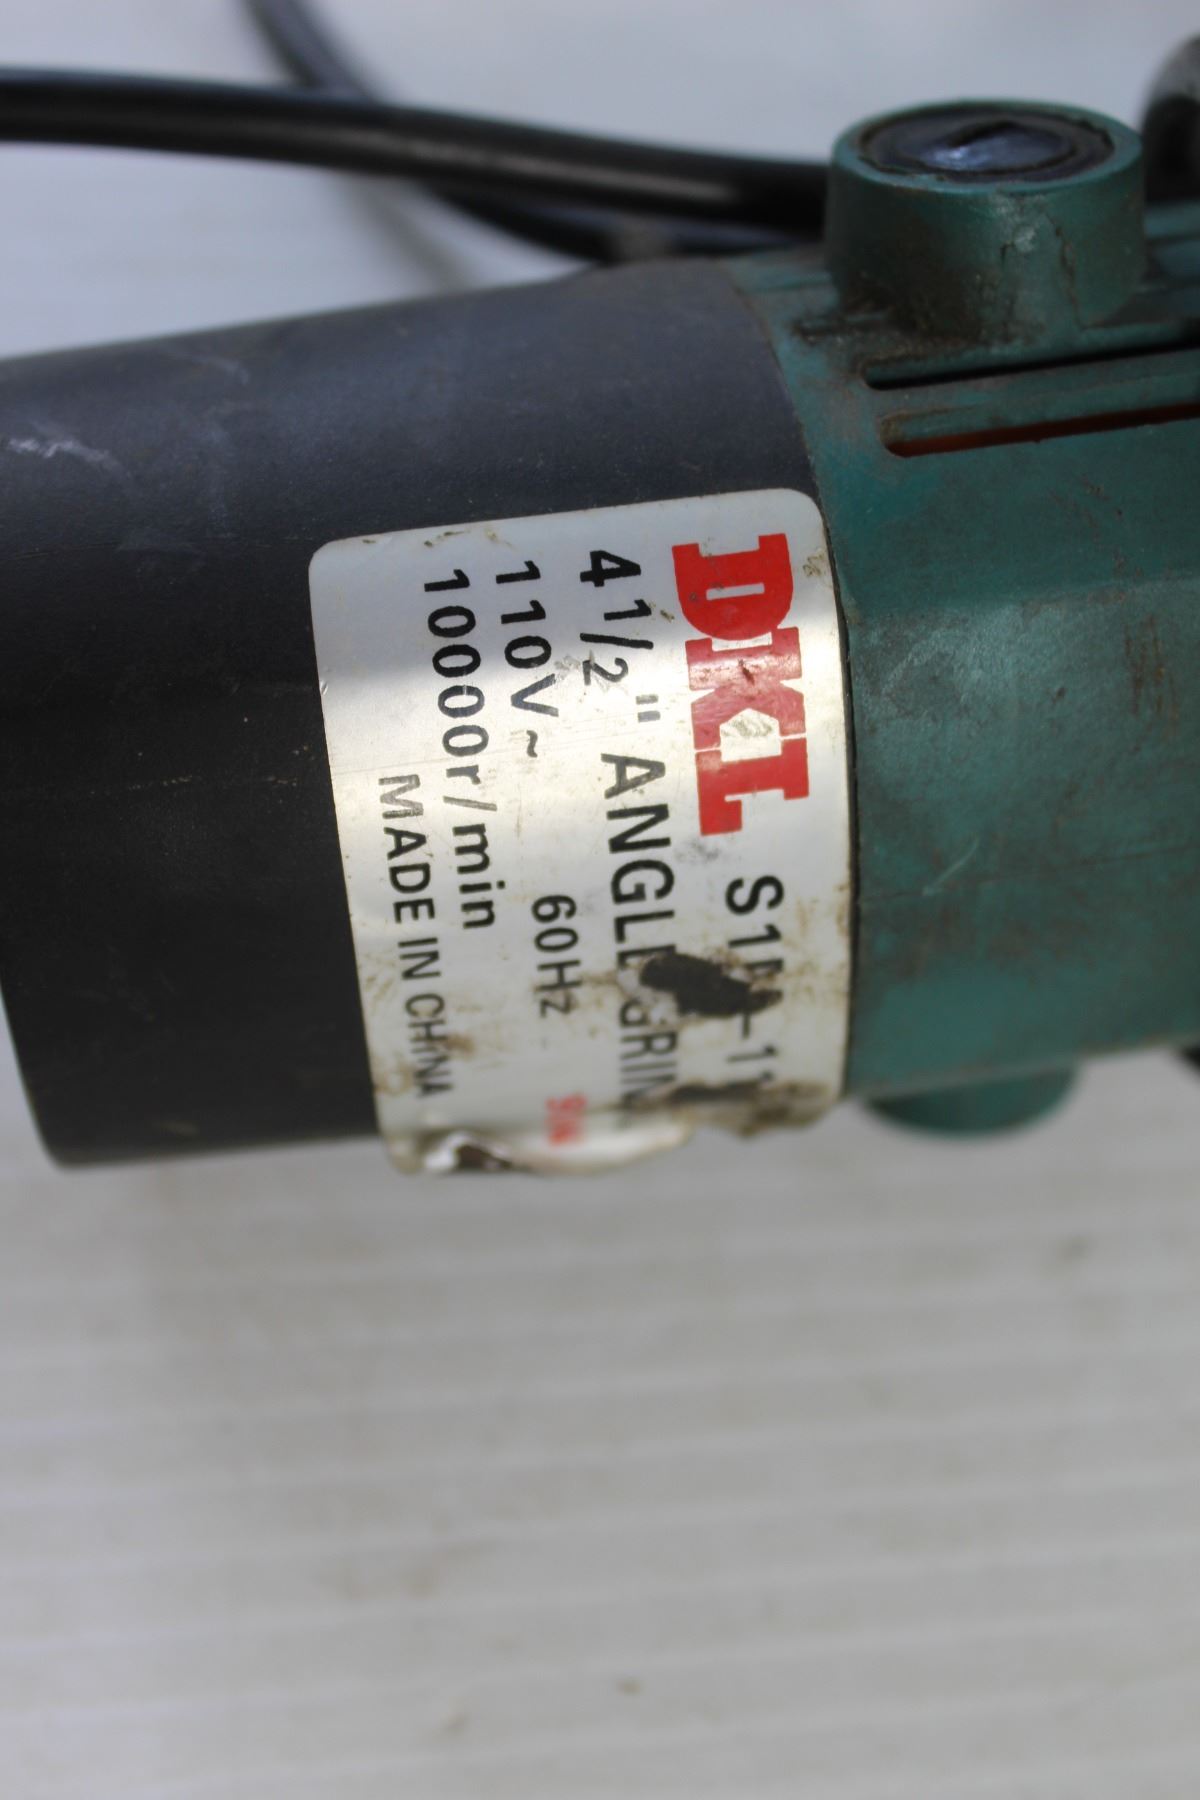 DKL
4 1/2" ANGLE
110V~ 60Hz
10000r/min
MADE IN CHINA